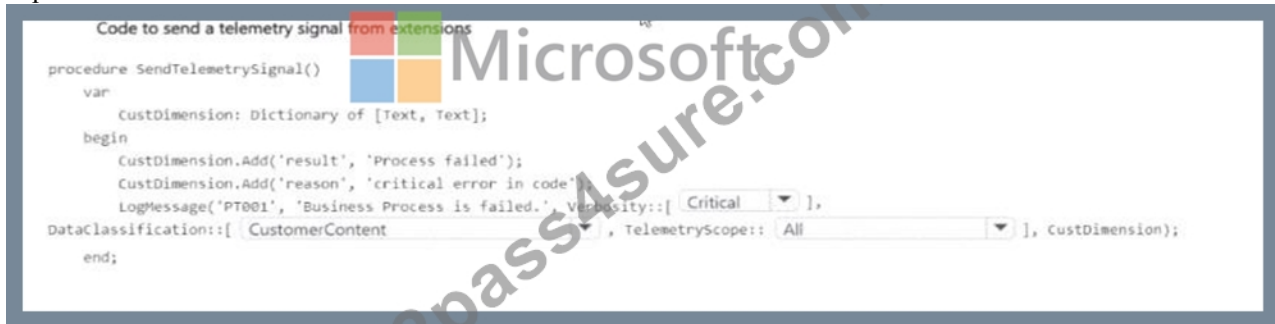 Code to send a telemetry signal from extensions
Microsoft
procedure SendTelemetrySignal()
var
CustDimension: Dictionary of [Text, Text];
begin
CustDimension.Add('result', 'Process failed');
CustDimension.Add('reason', 'critical error in code');
LogMessage('PT001', 'Business Process is failed.', Verbosity::[ Critical ],
DataClassification::[ CustomerContent , TelemetryScope:: All ], CustDimension);
end;
pass4sure.com